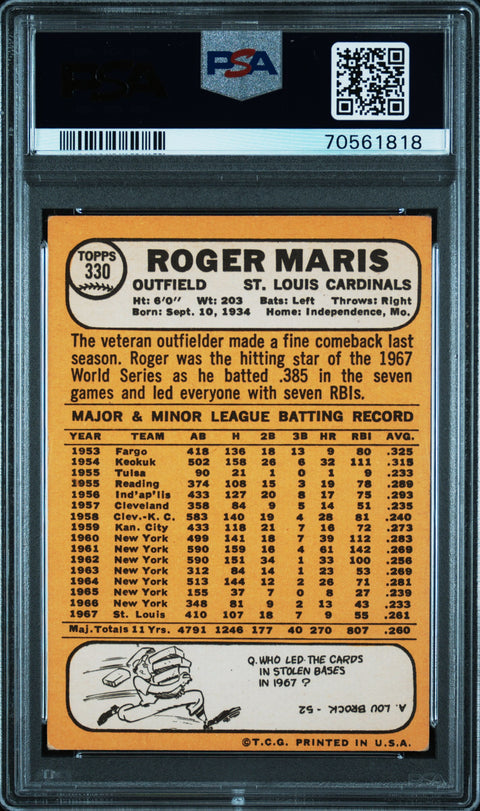 PSA
70561818
TOPPS
330
ROGER MARIS
OUTFIELD ST. LOUIS CARDINALS
Ht: 6'0" Wt: 203 Bats: Left Throws: Right
Born: Sept. 10, 1934 Home: Independence, Mo.
The veteran outfielder made a fine comeback last
season. Roger was the hitting star of the 1967
World Series as he batted .385 in the seven
games and led everyone with seven RBIs.
MAJOR & MINOR LEAGUE BATTING RECORD
YEAR TEAM AB H 2B 3B HR RBI AVG.
1953 Fargo 418 136 18 13 9 80 .325
1954 Keokuk 502 158 26 6 32 111 .315
1955 Tulsa 90 21 1 0 1 9 .233
1955 Reading 374 108 15 3 19 78 .289
1956 Ind'ap'lis 433 127 20 8 17 75 .293
1957 Cleveland 358 84 9 5 14 51 .235
1958 Clev.-K. C. 583 140 19 4 28 81 .240
1959 Kan. City 433 118 21 7 16 72 .273
1960 New York 499 141 18 7 39 112 .283
1961 New York 590 159 16 4 61 142 .269
1962 New York 590 151 34 1 33 100 .256
1963 New York 312 84 14 1 23 53 .269
1964 New York 513 144 12 2 26 71 .281
1965 New York 155 37 7 0 8 27 .239
1966 New York 348 81 9 2 13 43 .233
1967 St. Louis 410 107 18 7 9 55 .261
Maj. Totals 11 Yrs. 4791 1246 177 40 270 807 .260
Q. WHO LED THE CARDS
IN STOLEN BASES
IN 1967 ?
A. LOU BROCK - 52
©T.C.G. PRINTED IN U.S.A.